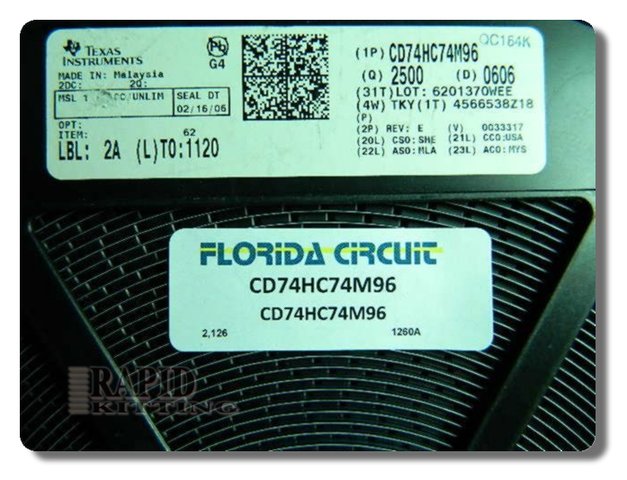 TEXAS
INSTRUMENTS
Pb
G4
MADE IN: Malaysia
2DC: 2Q:
MSL 1 /UNLIM
SEAL DT
02/16/06
OPT:
ITEM: 62
LBL: 2A (L)TO:1120
QC164K
(1P) CD74HC74M96
(Q) 2500 (D) 0606
(31T)LOT: 6201370WEE
(4W) TKY(1T) 4566538Z18
(P)
(2P) REV: E (V) 0033317
(20L) CSO:SHE (21L) CCO:USA
(22L) ASO:MLA (23L) ACO:MYS
FLORIDA CIRCUIT
CD74HC74M96
CD74HC74M96
2,126 1260A
RAPID
KITTING